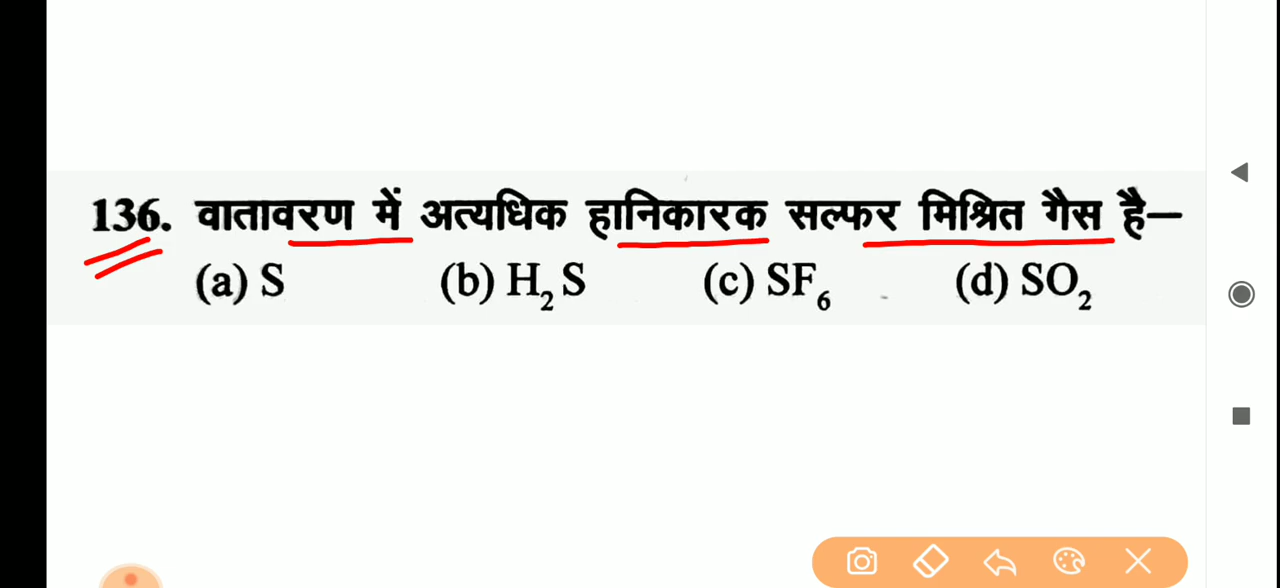 136. वातावरण में अत्यधिक हानिकारक सल्फर मिश्रित गैस है–
(a) S (b) H₂S (c) SF₆ (d) SO₂